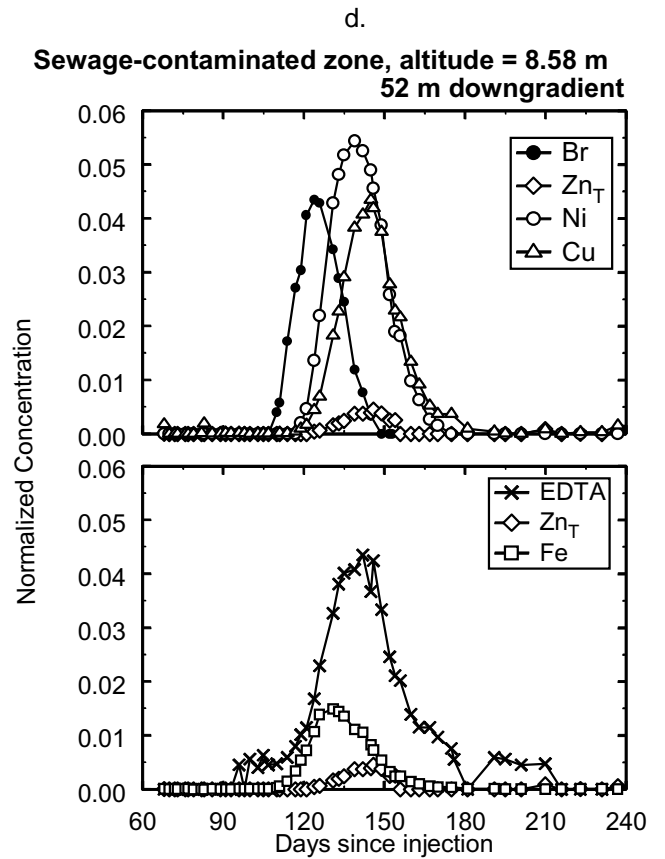 d.
Sewage-contaminated zone, altitude = 8.58 m
52 m downgradient
0.06
0.05
0.04
0.03
0.02
0.01
0.00
Br
Zn_T
Ni
Cu
Normalized Concentration
0.06
0.05
0.04
0.03
0.02
0.01
0.00
EDTA
Zn_T
Fe
60 90 120 150 180 210 240
Days since injection